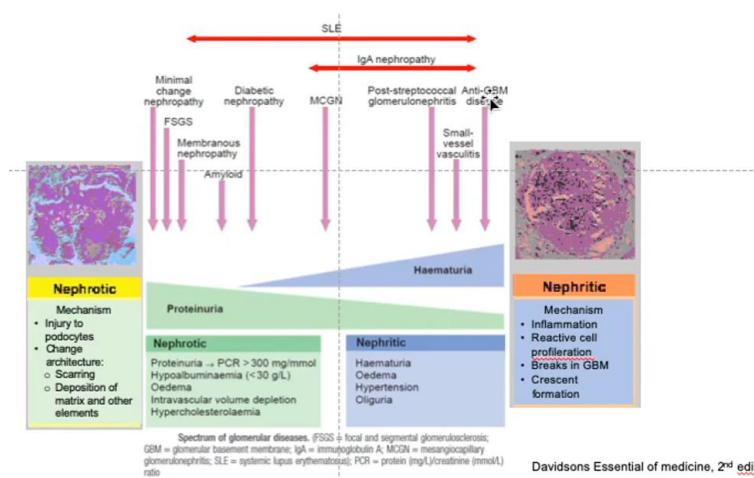 SLE
IgA nephropathy
Minimal
change
nephropathy
Diabetic
nephropathy
MCGN
Post-streptococcal
glomerulonephritis
Anti-GBM
disease
FSGS
Membranous
nephropathy
Small-
vessel
vasculitis
Amyloid
Haematuria
Proteinuria
Nephrotic
Mechanism
• Injury to
podocytes
• Change
architecture:
o Scarring
o Deposition of
matrix and other
elements
Nephrotic
Proteinuria → PCR >300 mg/mmol
Hypoalbuminaemia (<30 g/L)
Oedema
Intravascular volume depletion
Hypercholesterolaemia
Nephritic
Haematuria
Oedema
Hypertension
Oliguria
Nephritic
Mechanism
• Inflammation
• Reactive cell
profileration
• Breaks in GBM
• Crescent
formation
Spectrum of glomerular diseases. (FSGS = focal and segmental glomerulosclerosis;
GBM = glomerular basement membrane; IgA = immunoglobulin A; MCGN = mesangiocapillary
glomerulonephritis; SLE = systemic lupus erythematosus); PCR = protein (mg/L)/creatinine (mmol/L)
ratio
Davidsons Essential of medicine, 2nd edi